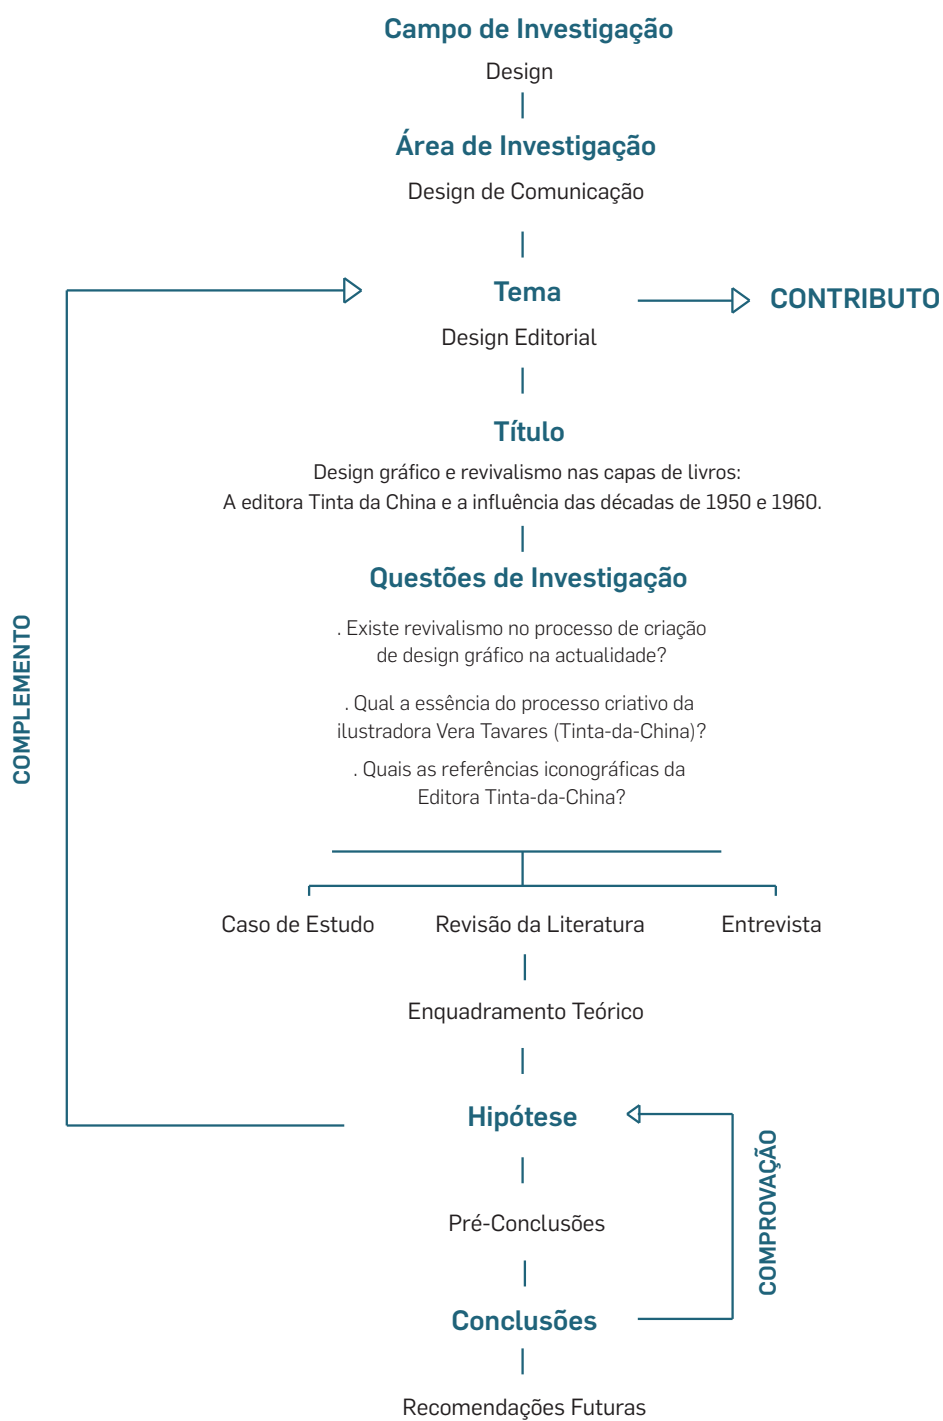 Campo de Investigação
Design
Área de Investigação
Design de Comunicação
Tema
CONTRIBUTO
Design Editorial
Título
Design gráfico e revivalismo nas capas de livros:
A editora Tinta da China e a influência das décadas de 1950 e 1960.
Questões de Investigação
. Existe revivalismo no processo de criação
de design gráfico na actualidade?
. Qual a essência do processo criativo da
ilustradora Vera Tavares (Tinta-da-China)?
. Quais as referências iconográficas da
Editora Tinta-da-China?
COMPLEMENTO
Caso de Estudo
Revisão da Literatura
Entrevista
Enquadramento Teórico
Hipótese
COMPROVAÇÃO
Pré-Conclusões
Conclusões
Recomendações Futuras